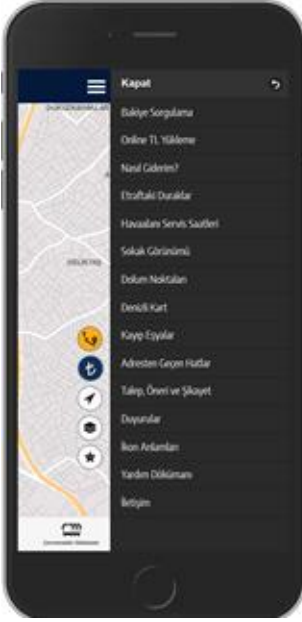 Kapat
Bakiye Sorgulama
Online TL Yükleme
Nasıl Giderim?
Etraftaki Duraklar
Havaalanı Servis Saatleri
Sokak Görünümü
Dolum Noktaları
Denizli Kart
Kayıp Eşyalar
Adresten Geçen Hatlar
Talep, Öneri ve Şikayet
Duyurular
İkon Anlamları
Yardım Dökümanı
İletişim